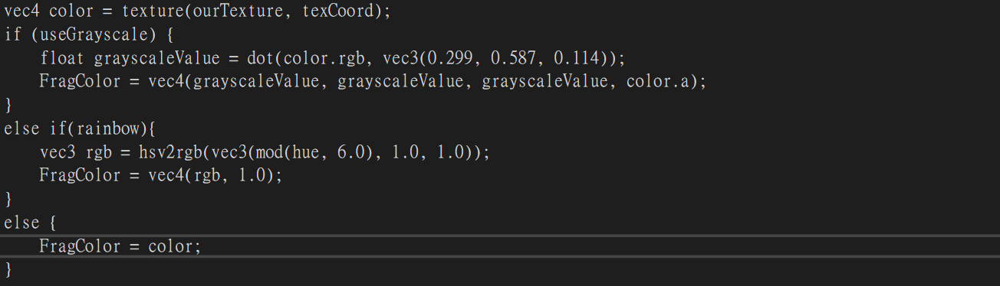 vec4 color = texture(ourTexture, texCoord);
if (useGrayscale) {
    float grayscaleValue = dot(color.rgb, vec3(0.299, 0.587, 0.114));
    FragColor = vec4(grayscaleValue, grayscaleValue, grayscaleValue, color.a);
}
else if(rainbow){
    vec3 rgb = hsv2rgb(vec3(mod(hue, 6.0), 1.0, 1.0));
    FragColor = vec4(rgb, 1.0);
}
else {
    FragColor = color;
}